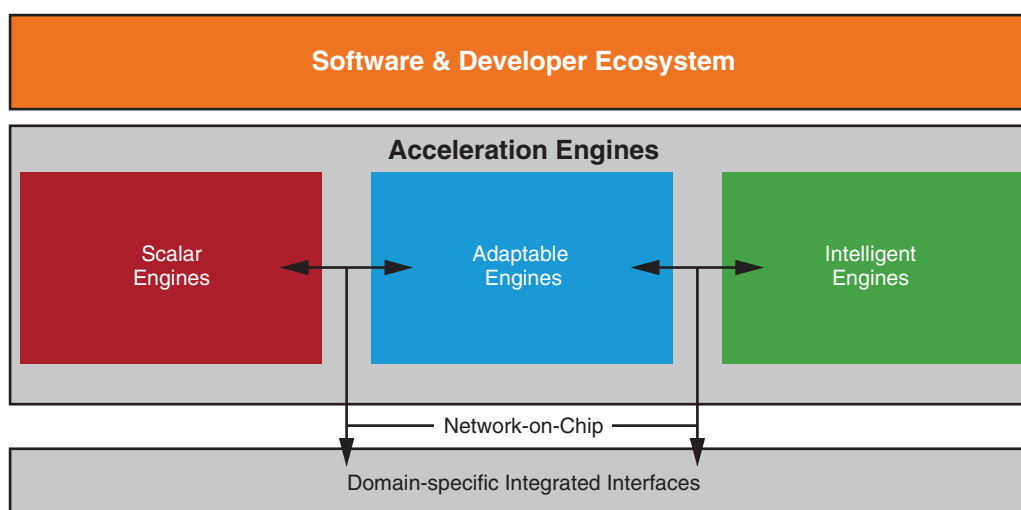 Software & Developer Ecosystem
Acceleration Engines
Scalar
Engines
Adaptable
Engines
Intelligent
Engines
Network-on-Chip
Domain-specific Integrated Interfaces